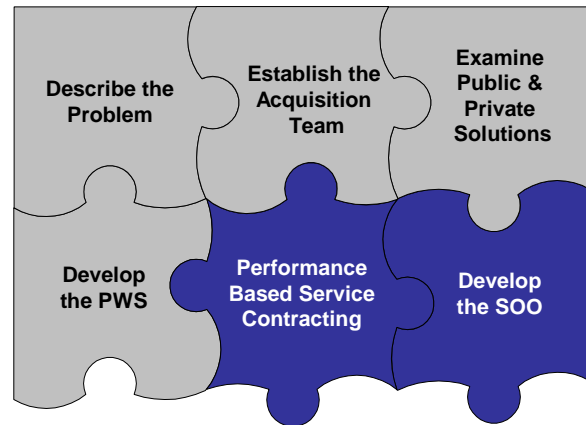 Describe the
Problem
Establish the
Acquisition
Team
Examine
Public &
Private
Solutions
Develop
the PWS
Performance
Based Service
Contracting
Develop
the SOO